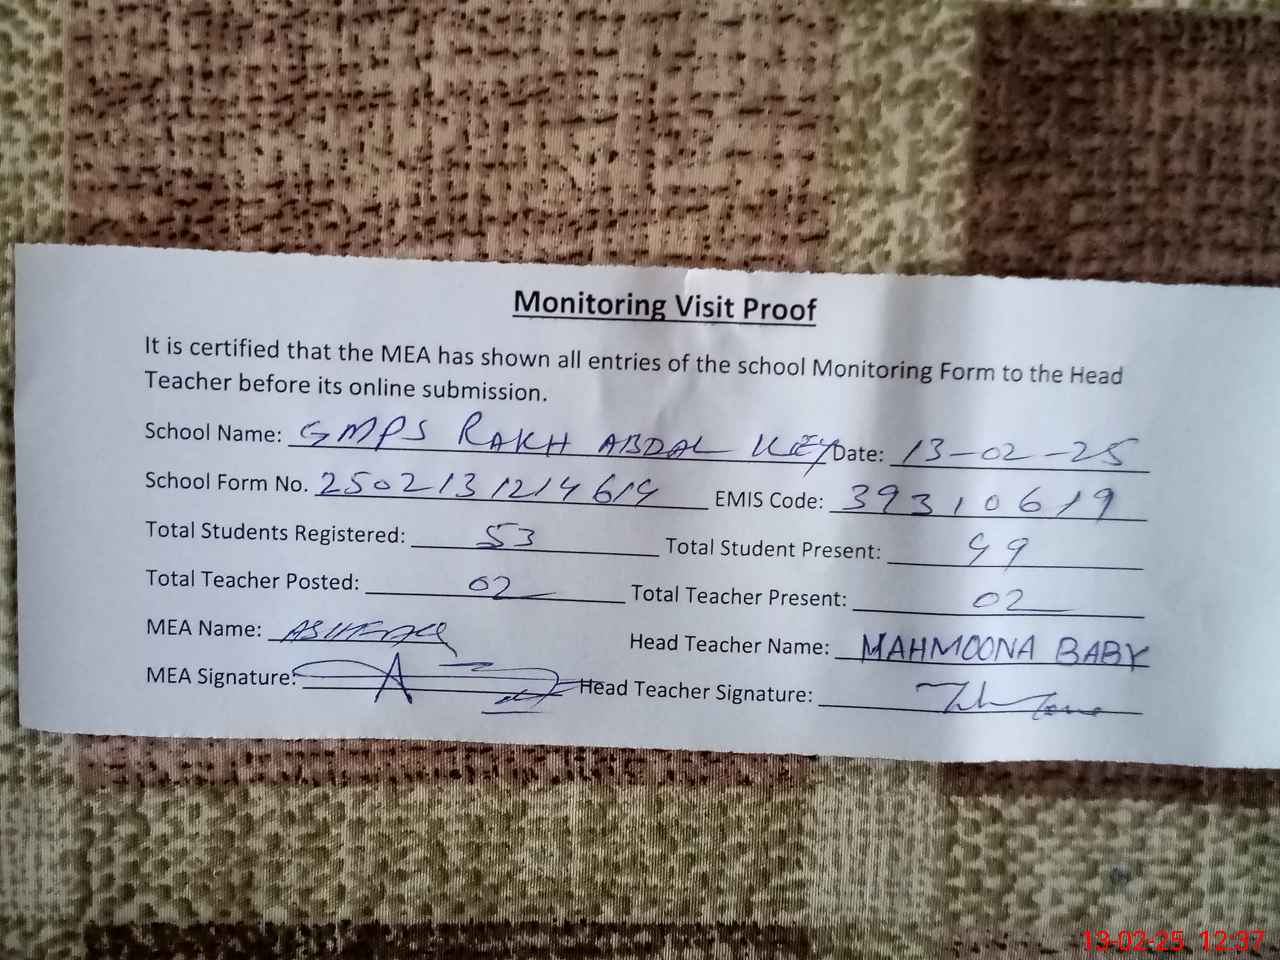 Monitoring Visit Proof
It is certified that the MEA has shown all entries of the school Monitoring Form to the Head
Teacher before its online submission.
School Name: GMPS RAKH ABDAL KEY Date: 13-02-25
School Form No. 2502131214614 EMIS Code: 39310619
Total Students Registered: 53 Total Student Present: 49
Total Teacher Posted: 02 Total Teacher Present: 02
MEA Name: Head Teacher Name: MAHMOONA BABY
MEA Signature: Head Teacher Signature:
13-02-25 12:37